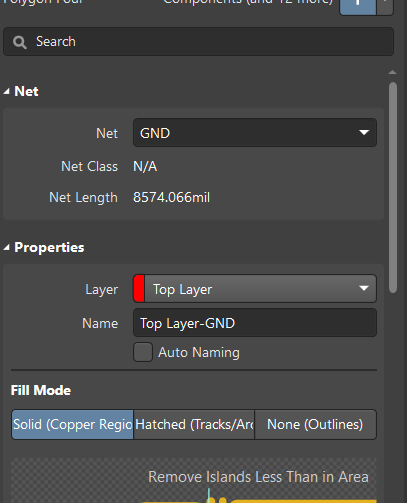 Polygon Pour Components (and 12 more)
Search
Net
Net GND
Net Class N/A
Net Length 8574.066mil
Properties
Layer Top Layer
Name Top Layer-GND
Auto Naming
Fill Mode
Solid (Copper Regio Hatched (Tracks/Arc None (Outlines)
Remove Islands Less Than in Area